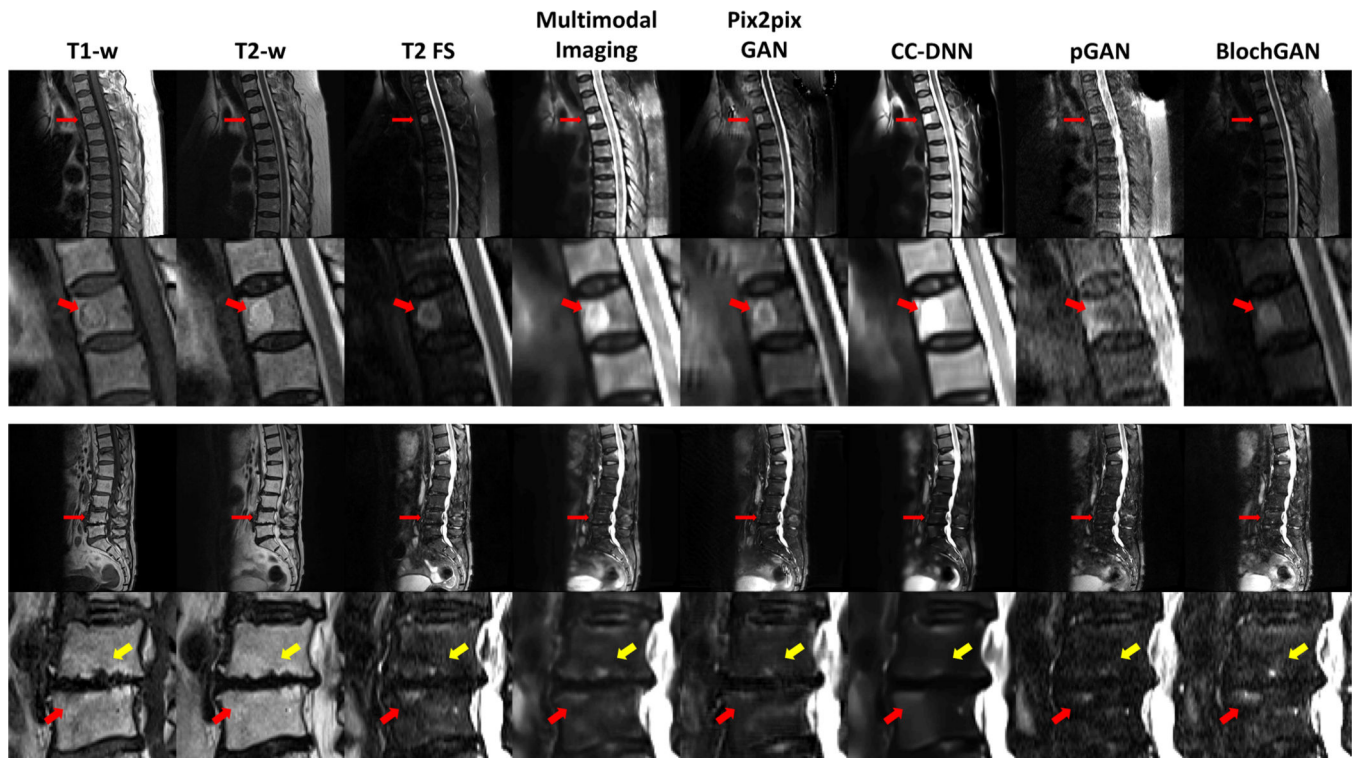 T1-w
T2-w
T2 FS
Multimodal
Imaging
Pix2pix
GAN
CC-DNN
pGAN
BlochGAN